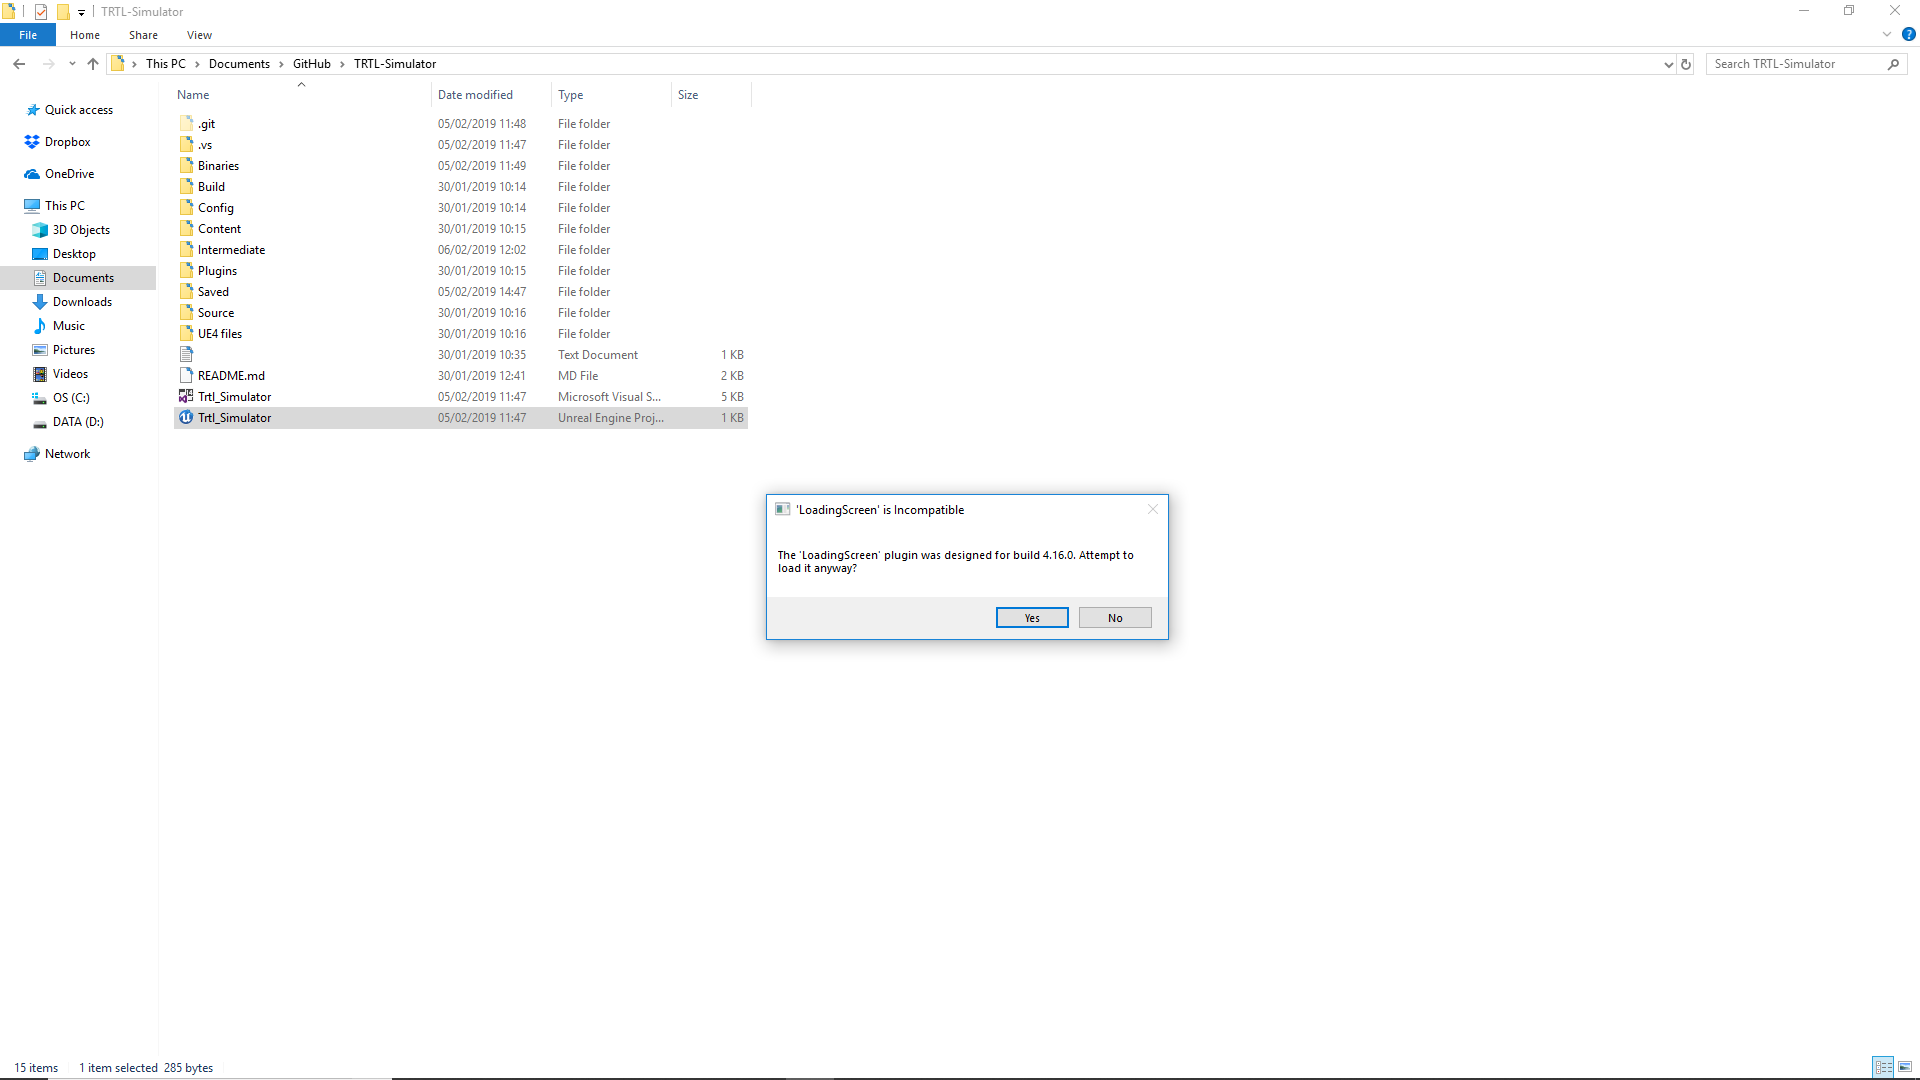 TRTL-Simulator
File Home Share View
This PC Documents GitHub TRTL-Simulator Search TRTL-Simulator
Name Date modified Type Size
Quick access
Dropbox
OneDrive
This PC
3D Objects
Desktop
Documents
Downloads
Music
Pictures
Videos
OS (C:)
DATA (D:)
Network
.git 05/02/2019 11:48 File folder
.vs 05/02/2019 11:47 File folder
Binaries 05/02/2019 11:49 File folder
Build 30/01/2019 10:14 File folder
Config 30/01/2019 10:14 File folder
Content 30/01/2019 10:15 File folder
Intermediate 06/02/2019 12:02 File folder
Plugins 30/01/2019 10:15 File folder
Saved 05/02/2019 14:47 File folder
Source 30/01/2019 10:16 File folder
UE4 files 30/01/2019 10:16 File folder
30/01/2019 10:35 Text Document 1 KB
README.md 30/01/2019 12:41 MD File 2 KB
Trtl_Simulator 05/02/2019 11:47 Microsoft Visual S... 5 KB
Trtl_Simulator 05/02/2019 11:47 Unreal Engine Proj... 1 KB
'LoadingScreen' is Incompatible
The 'LoadingScreen' plugin was designed for build 4.16.0. Attempt to
load it anyway?
Yes No
15 items 1 item selected 285 bytes